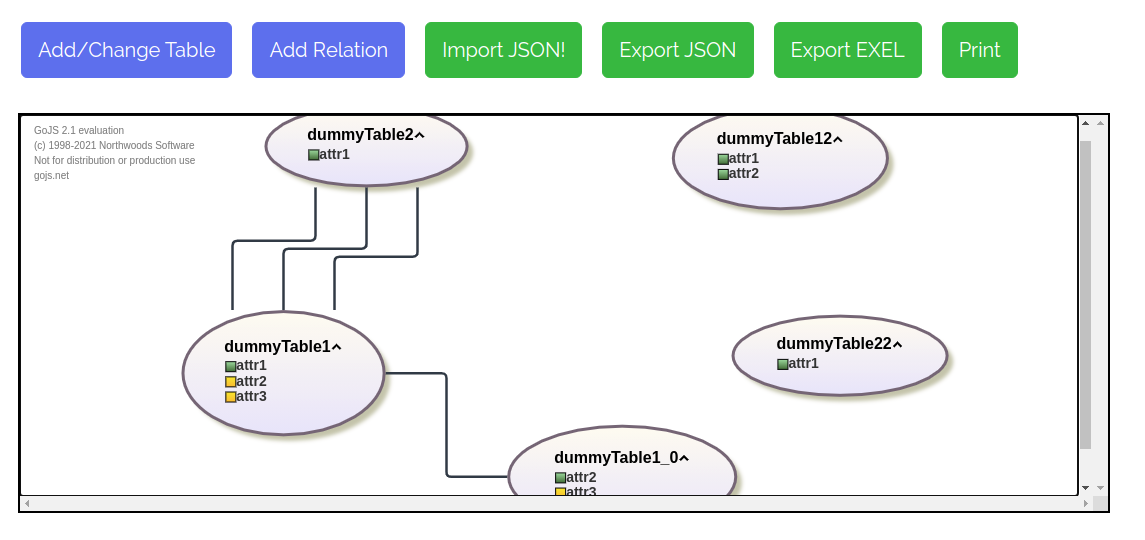 Add/Change Table
Add Relation
Import JSON!
Export JSON
Export EXEL
Print
GoJS 2.1 evaluation
(c) 1998-2021 Northwoods Software
Not for distribution or production use
gojs.net
dummyTable2
attr1
dummyTable12
attr1
attr2
dummyTable1
attr1
attr2
attr3
dummyTable22
attr1
dummyTable1_0
attr2
attr3